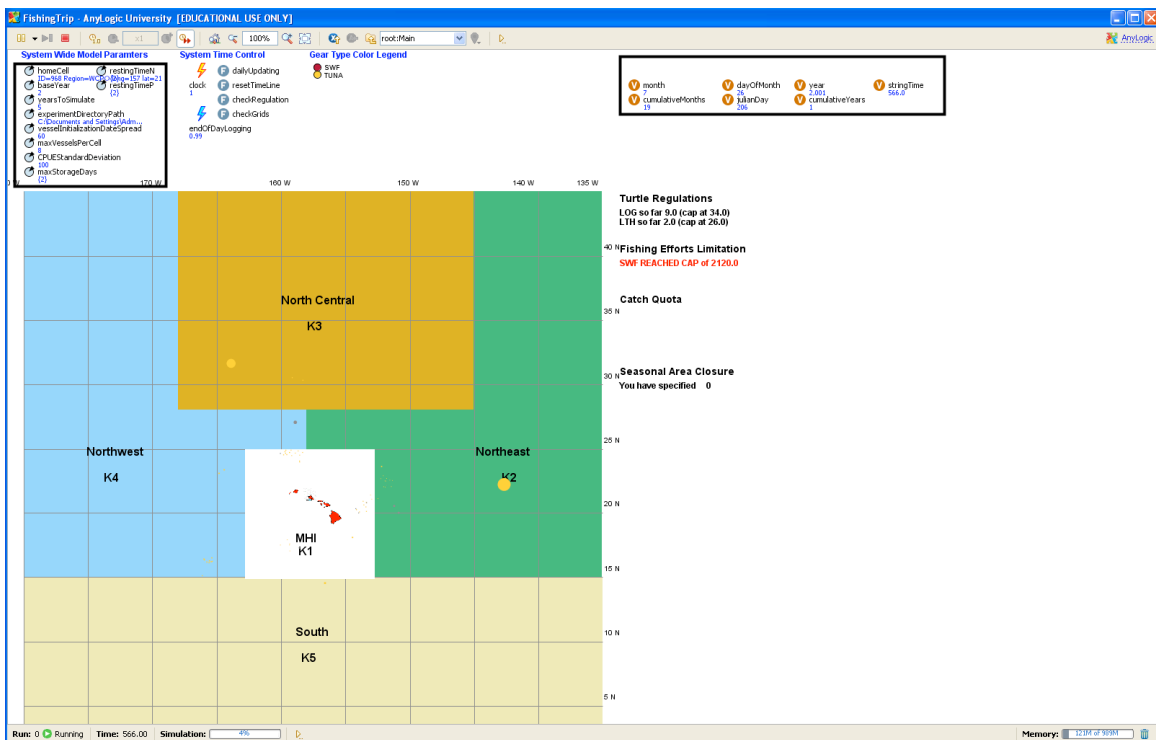 FishingTrip - AnyLogic University [EDUCATIONAL USE ONLY]
x1 100% root:Main AnyLogic
System Wide Model Paramters System Time Control Gear Type Color Legend
homeCell restingTimeN
baseYear restingTimeP
2 {2}
yearsToSimulate
5
experimentDirectoryPath
C:\Documents and Settings\Adm...
vesselInitializationDateSpread
60
maxVesselsPerCell
8
CPUEStandardDeviation
100
maxStorageDays
{2}
clock
1
dailyUpdating
resetTimeLine
checkRegulation
checkGrids
endOfDayLogging
0.99
SWF
TUNA
month dayOfMonth year stringTime
7 26 2,001 566.0
cumulativeMonths julianDay cumulativeYears
19 206 1
170 W 160 W 150 W 140 W 135 W
Turtle Regulations
LOG so far 9.0 (cap at 34.0)
LTH so far 2.0 (cap at 26.0)
40 N Fishing Efforts Limitation
SWF REACHED CAP of 2120.0
North Central
K3
Catch Quota
35 N
Seasonal Area Closure
30 N
You have specified 0
25 N
Northwest Northeast
K4 K2
20 N
MHI
K1
15 N
South
10 N
K5
5 N
Run: 0 Running Time: 566.00 Simulation: 4% Memory: 121M of 989M